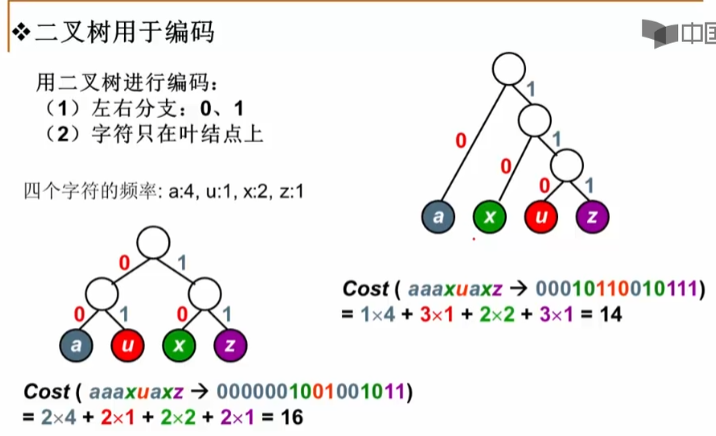 ❖二叉树用于编码
中国
用二叉树进行编码：
（1）左右分支：0、1
（2）字符只在叶结点上
四个字符的频率: a:4, u:1, x:2, z:1
1
0
1
0
0
1
a
x
u
z
0
1
0
1
0
1
a
u
x
z
Cost ( aaaxuaxz → 00010110010111)
= 1×4 + 3×1 + 2×2 + 3×1 = 14
Cost ( aaaxuaxz → 0000001001001011)
= 2×4 + 2×1 + 2×2 + 2×1 = 16